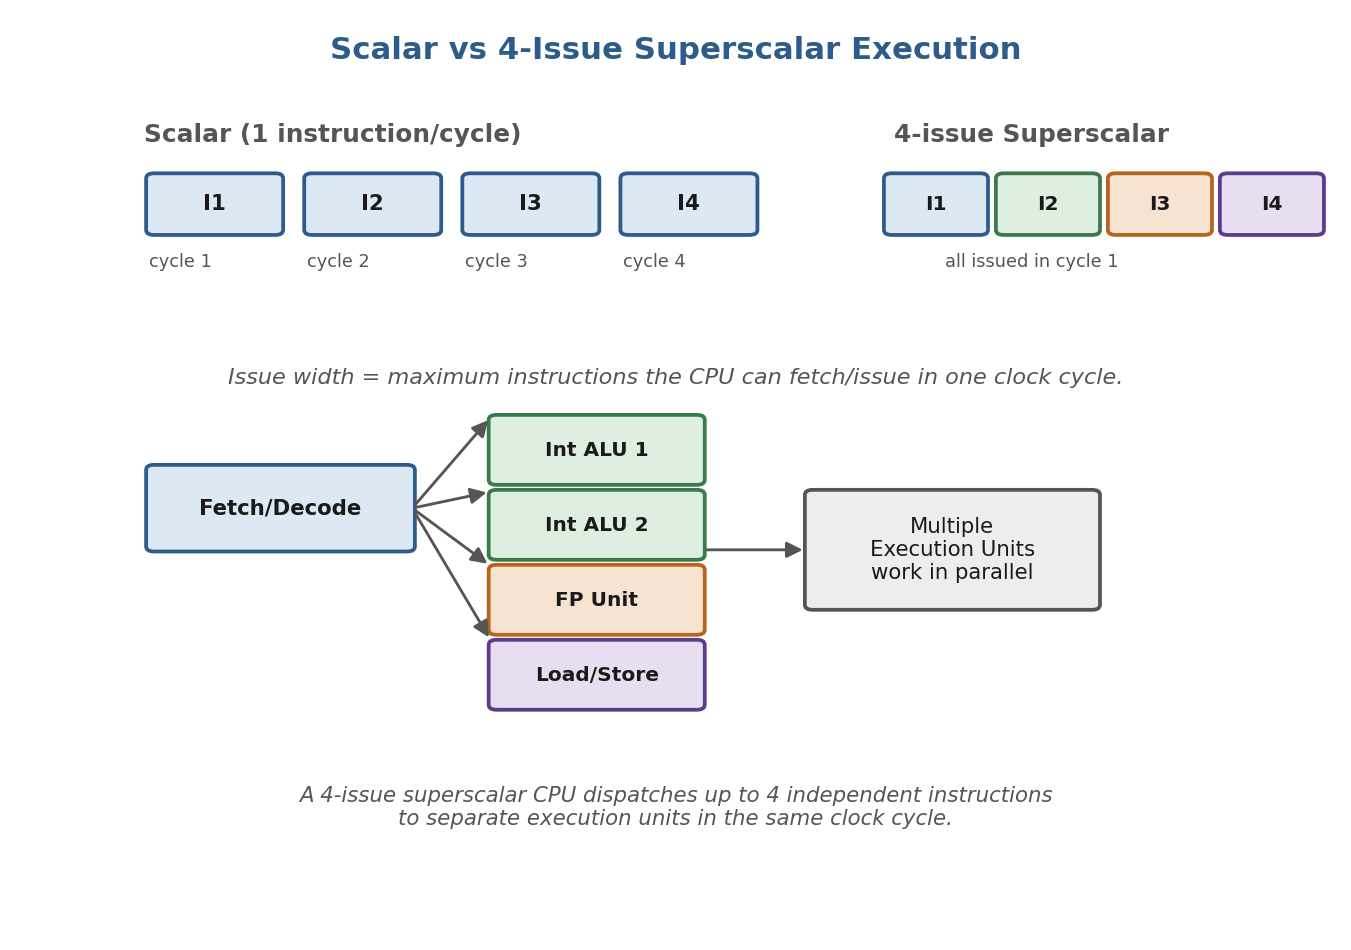 Scalar vs 4-Issue Superscalar Execution
Scalar (1 instruction/cycle)
4-issue Superscalar
I1
I2
I3
I4
I1
I2
I3
I4
cycle 1
cycle 2
cycle 3
cycle 4
all issued in cycle 1
Issue width = maximum instructions the CPU can fetch/issue in one clock cycle.
Fetch/Decode
Int ALU 1
Int ALU 2
FP Unit
Load/Store
Multiple
Execution Units
work in parallel
A 4-issue superscalar CPU dispatches up to 4 independent instructions
to separate execution units in the same clock cycle.